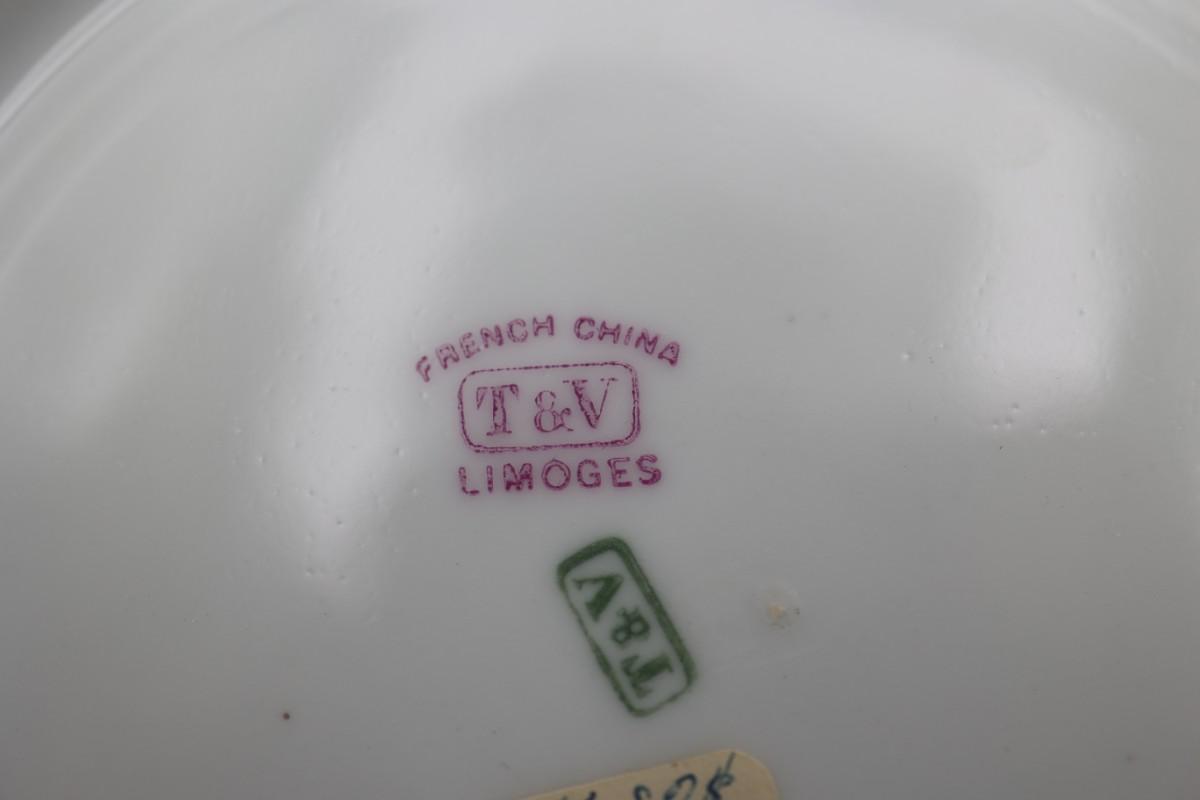 FRENCH CHINA
T & V
LIMOGES
T & V